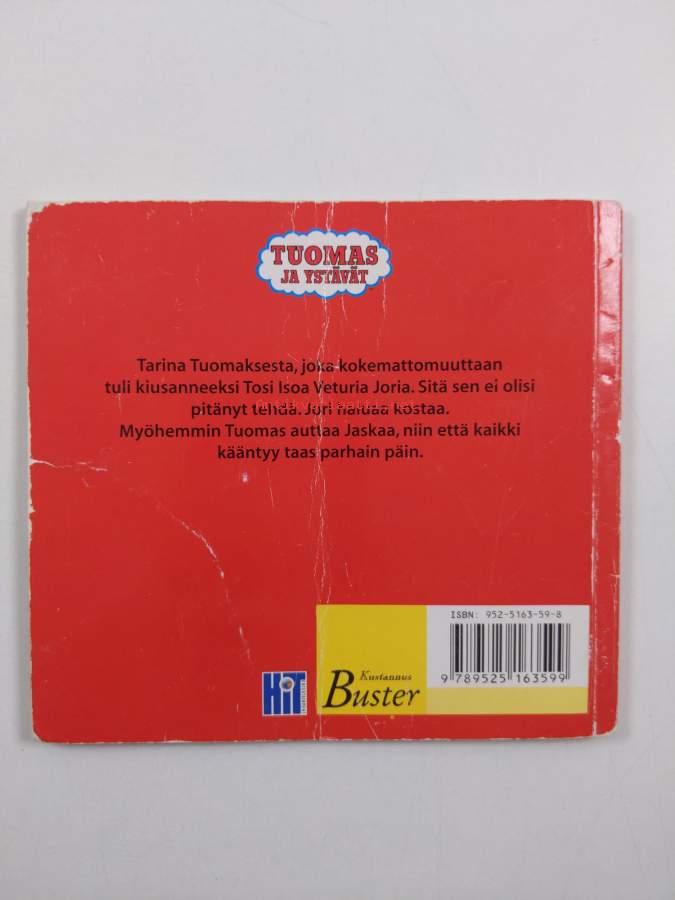 TUOMAS
JA YSTÄVÄT
Tarina Tuomaksesta, joka kokemattomuuttaan
tuli kiusanneeksi Tosi Isoa Veturia Joria. Sitä sen ei olisi
pitänyt tehdä. Jori haluaa kostaa.
Myöhemmin Tuomas auttaa Jaskaa, niin että kaikki
kääntyy taas parhain päin.
ISBN: 952-5163-59-8
9 789525 163599
HiT
Kustannus
Buster